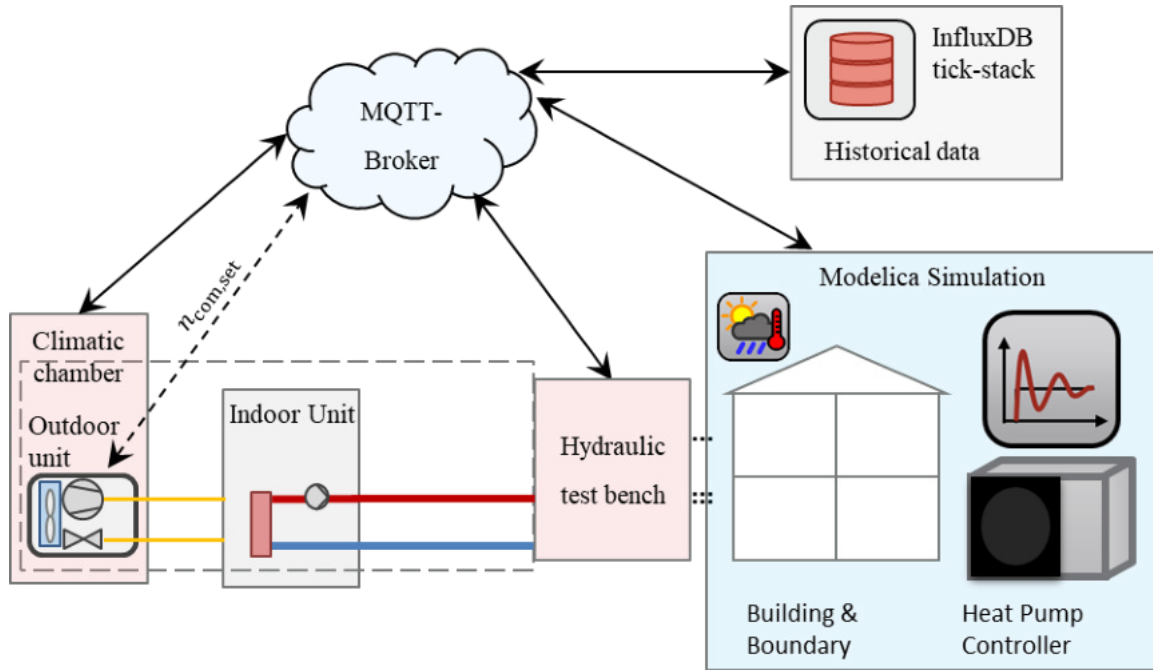 MQTT-
Broker
InfluxDB
tick-stack
Historical data
n_com,set
Climatic
chamber
Outdoor
unit
Indoor Unit
Hydraulic
test bench
Modelica Simulation
Building &
Boundary
Heat Pump
Controller